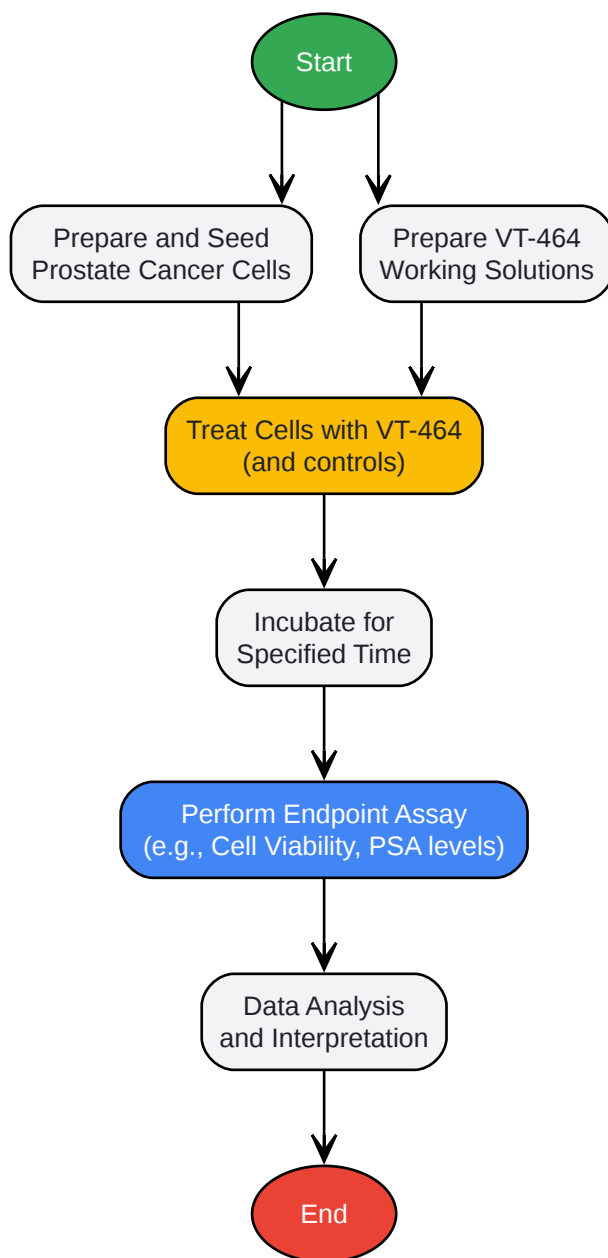 Start
Prepare and Seed
Prostate Cancer Cells
Prepare VT-464
Working Solutions
Treat Cells with VT-464
(and controls)
Incubate for
Specified Time
Perform Endpoint Assay
(e.g., Cell Viability, PSA levels)
Data Analysis
and Interpretation
End